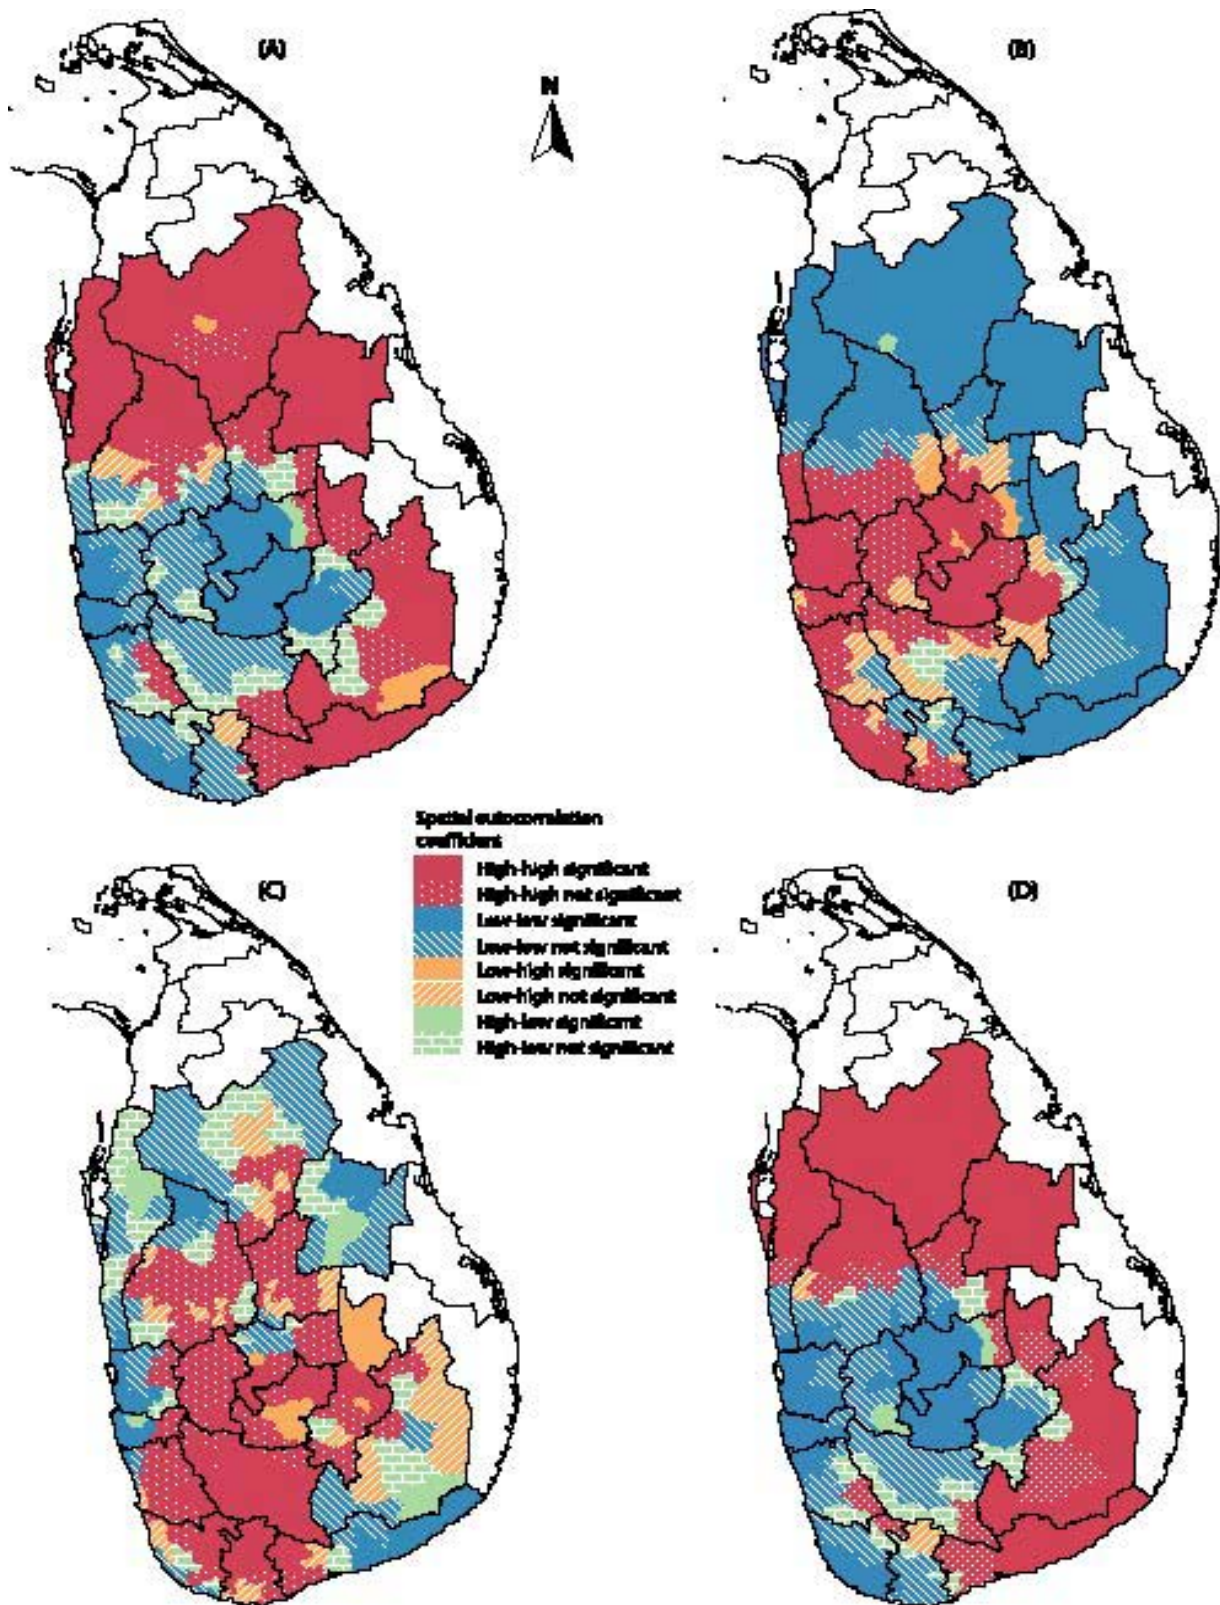 (A)
(B)
N
Spatial autocorrelation
coefficient
High-high significant
High-high not significant
Low-low significant
Low-low not significant
Low-high significant
Low-high not significant
High-low significant
High-low not significant
(C)
(D)